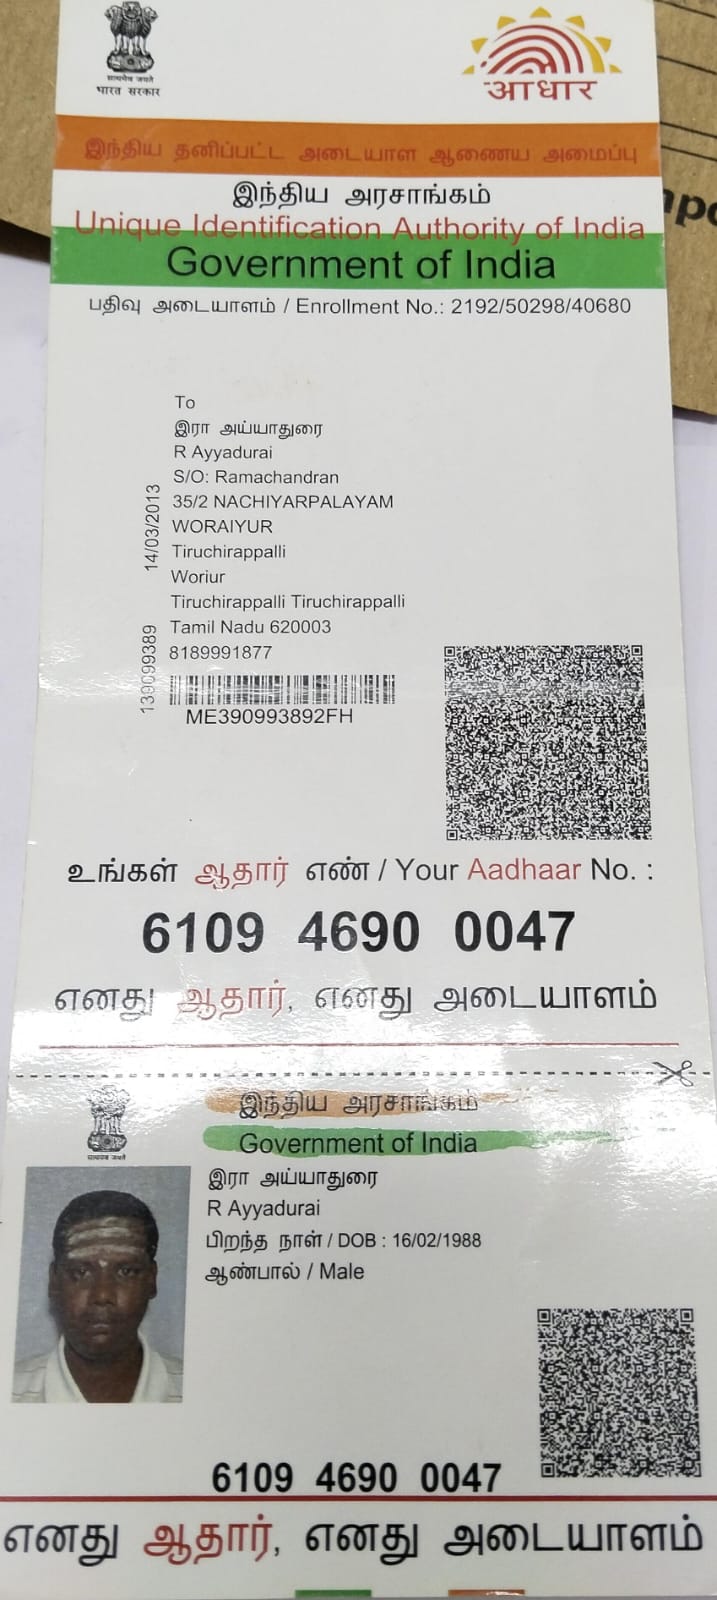 सत्यमेव जयते
भारत सरकार
आधार
இந்திய தனிப்பட்ட அடையாள ஆணைய அமைப்பு
இந்திய அரசாங்கம்
Unique Identification Authority of India
Government of India
பதிவு அடையாளம் / Enrollment No.: 2192/50298/40680
To
இரா அய்யாதுரை
R Ayyadurai
S/O: Ramachandran
35/2 NACHIYARPALAYAM
WORAIYUR
Tiruchirappalli
Woriur
Tiruchirappalli Tiruchirappalli
Tamil Nadu 620003
8189991877
14/03/2013
139099389
ME390993892FH
உங்கள் ஆதார் எண் / Your Aadhaar No. :
6109 4690 0047
எனது ஆதார், எனது அடையாளம்
இந்திய அரசாங்கம்
Government of India
सत्यमेव जयते
இரா அய்யாதுரை
R Ayyadurai
பிறந்த நாள் / DOB : 16/02/1988
ஆண்பால் / Male
6109 4690 0047
எனது ஆதார், எனது அடையாளம்